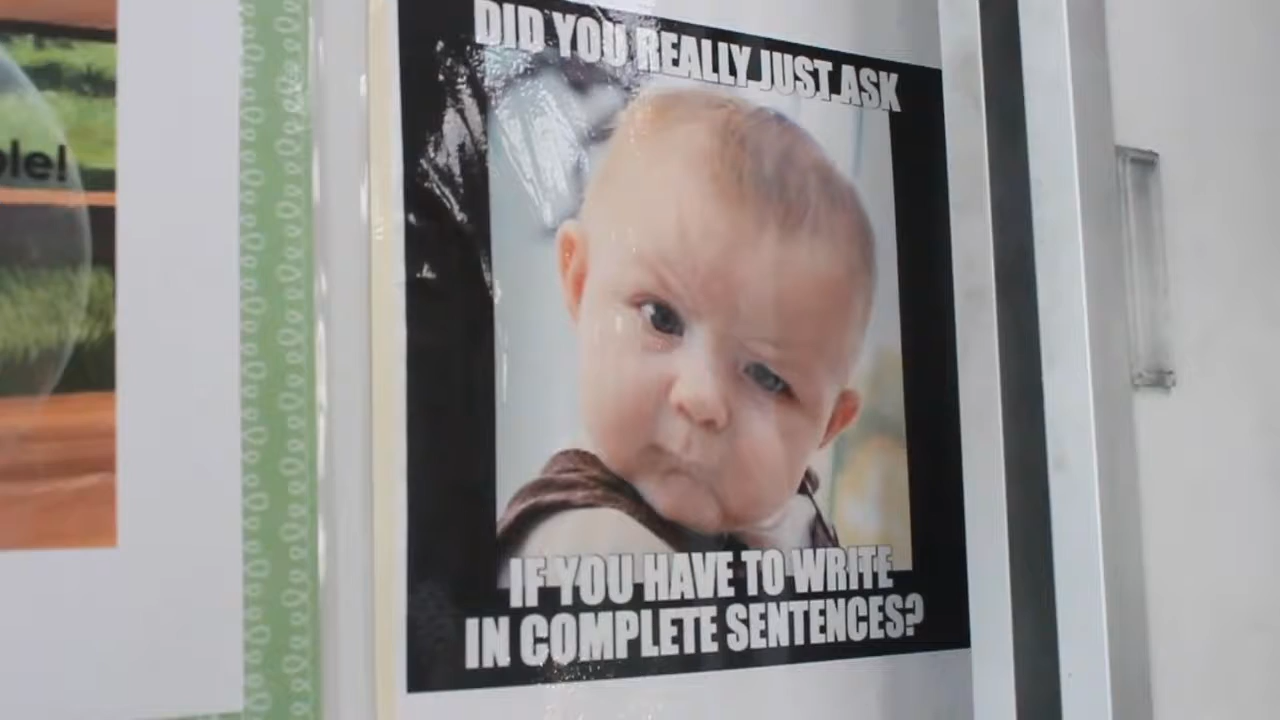 DID YOU REALLY JUST ASK
IF YOU HAVE TO WRITE
IN COMPLETE SENTENCES?